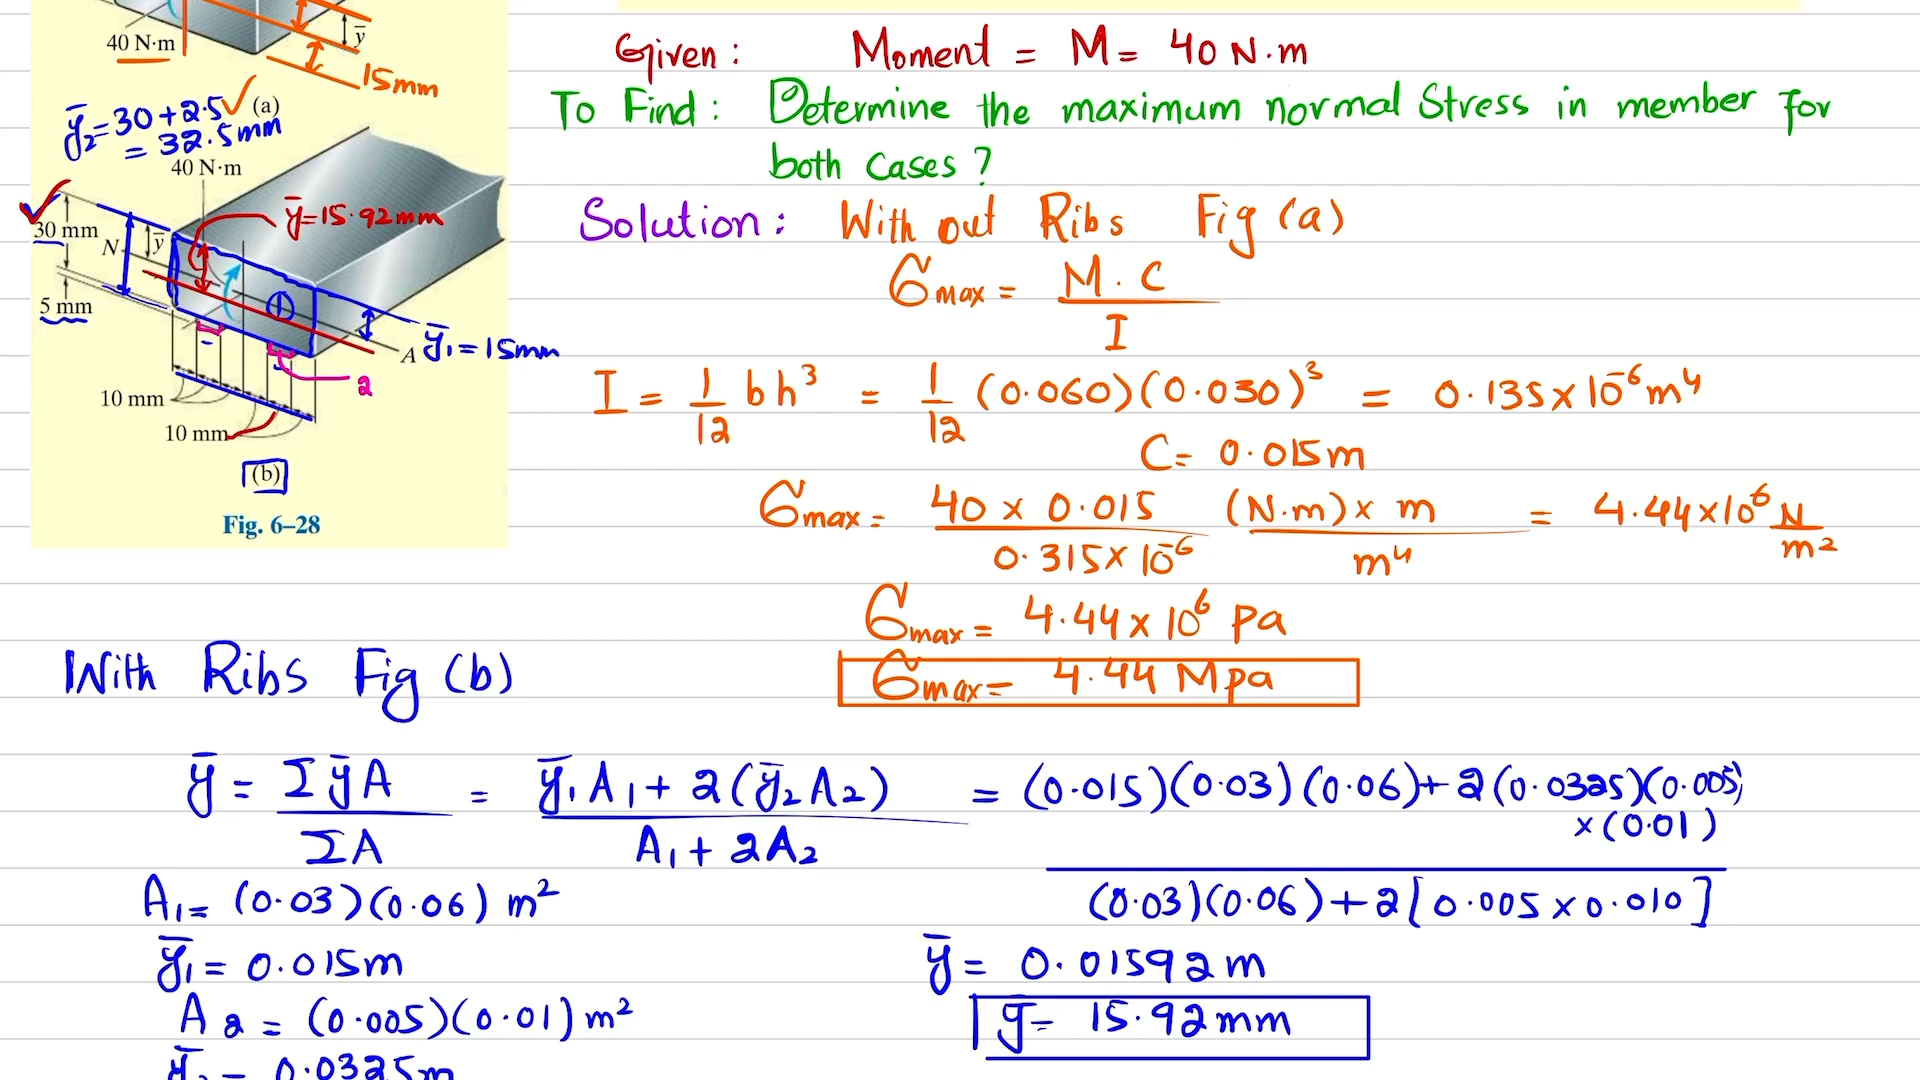 40 N·m
ȳ
15mm
ȳ₂=30+2.5 (a)
= 32.5mm
40 N·m
ȳ=15.92mm
30 mm
N
ȳ
1
5 mm
A
ȳ₁=15mm
2
10 mm
10 mm
(b)
Fig. 6–28
Given: Moment = M= 40 N.m
To Find: Determine the maximum normal Stress in member for
both Cases?
Solution: With out Ribs Fig (a)
σmax = M.C / I
I = 1/12 bh³ = 1/12 (0.060)(0.030)³ = 0.135×10⁻⁶m⁴
C= 0.015m
σmax = 40 × 0.015 / 0.315×10⁻⁶ (N.m)× m / m⁴ = 4.44×10⁶ N/m²
σmax = 4.44×10⁶ Pa
σmax= 4.44 Mpa
With Ribs Fig (b)
ȳ = ΣȳA / ΣA = ȳ₁A₁+ 2(ȳ₂A₂) / A₁+ 2A₂ = (0.015)(0.03)(0.06)+2(0.0325)(0.005)
×(0.01)
(0.03)(0.06)+2[0.005×0.010]
A₁= (0.03)(0.06) m²
ȳ₁= 0.015m
A₂ = (0.005)(0.01)m²
ȳ₂ = 0.0325m
ȳ= 0.01592m
ȳ= 15.92mm